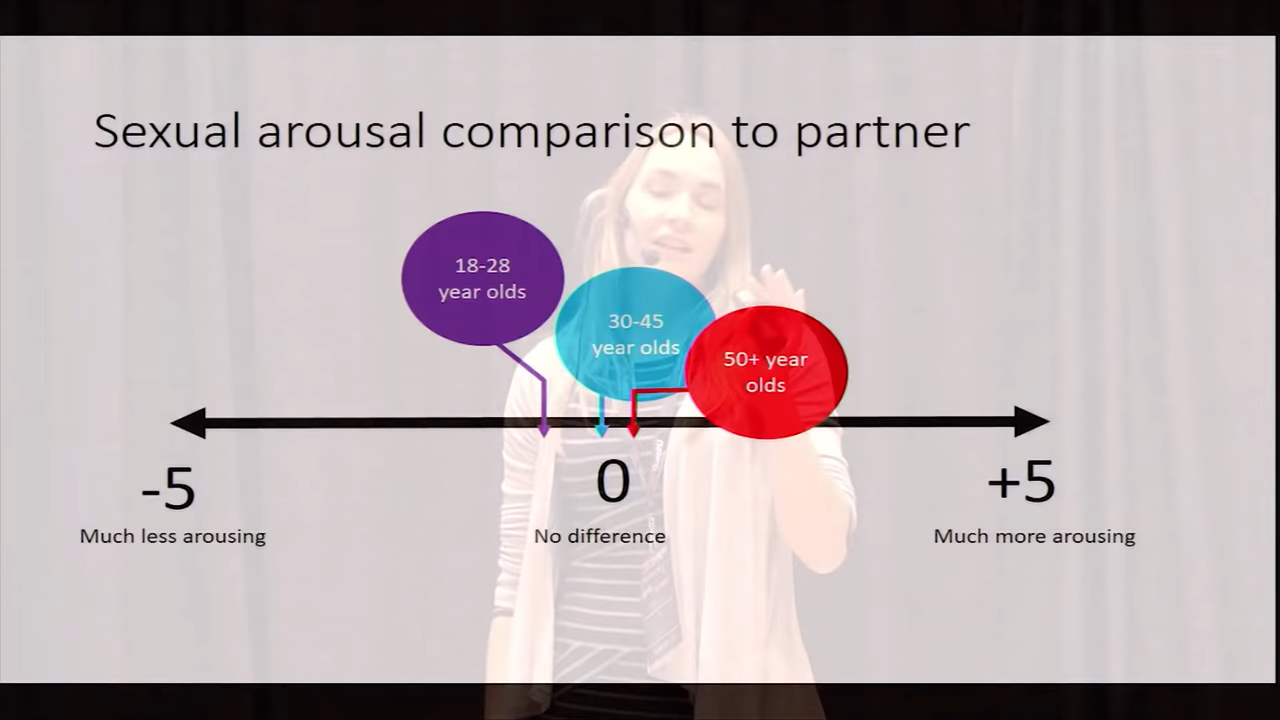 Sexual arousal comparison to partner
18-28
year olds
30-45
year olds
50+ year
olds
-5
0
+5
Much less arousing
No difference
Much more arousing